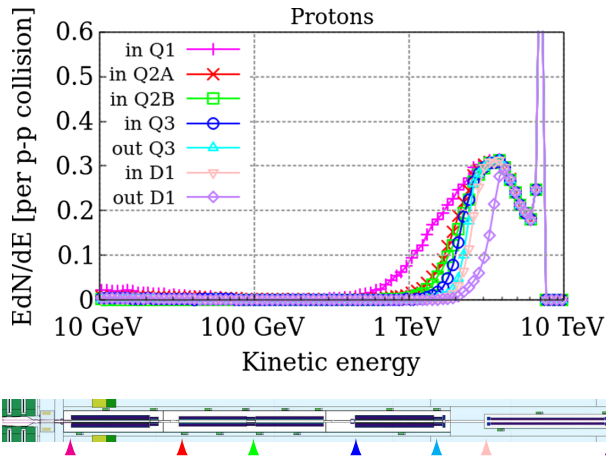 Protons
EdN/dE [per p-p collision]
0.6
0.5
0.4
0.3
0.2
0.1
0
in Q1
in Q2A
in Q2B
in Q3
out Q3
in D1
out D1
10 GeV
100 GeV
1 TeV
10 TeV
Kinetic energy